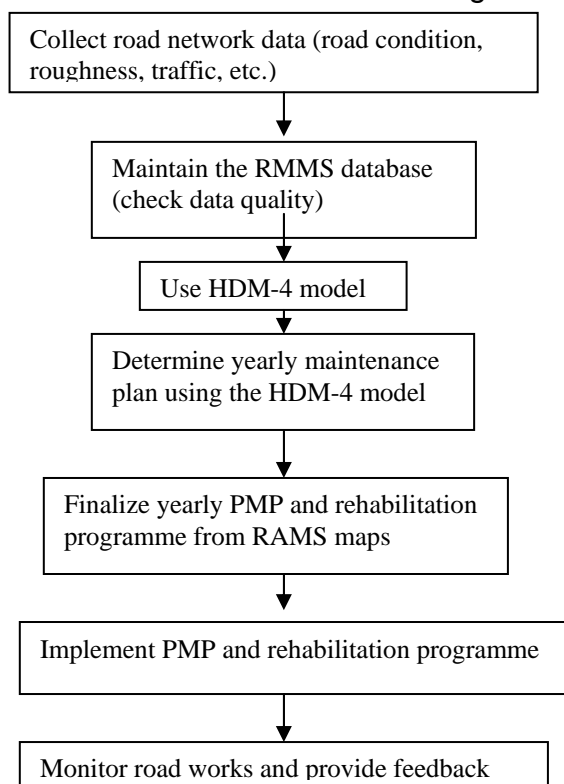 Collect road network data (road condition,
roughness, traffic, etc.)
Maintain the RMMS database
(check data quality)
Use HDM-4 model
Determine yearly maintenance
plan using the HDM-4 model
Finalize yearly PMP and rehabilitation
programme from RAMS maps
Implement PMP and rehabilitation programme
Monitor road works and provide feedback